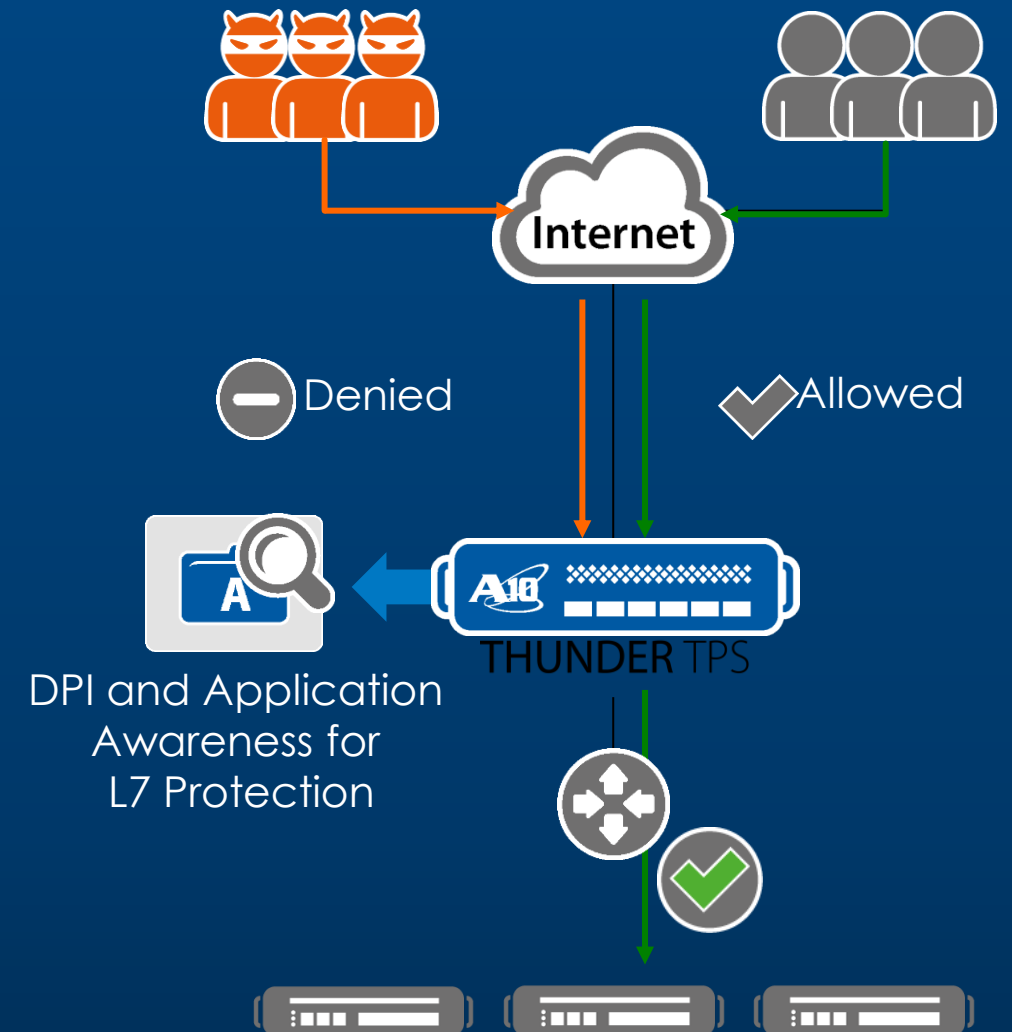 Internet
Denied
Allowed
A
A10
THUNDER TPS
DPI and Application
Awareness for
L7 Protection